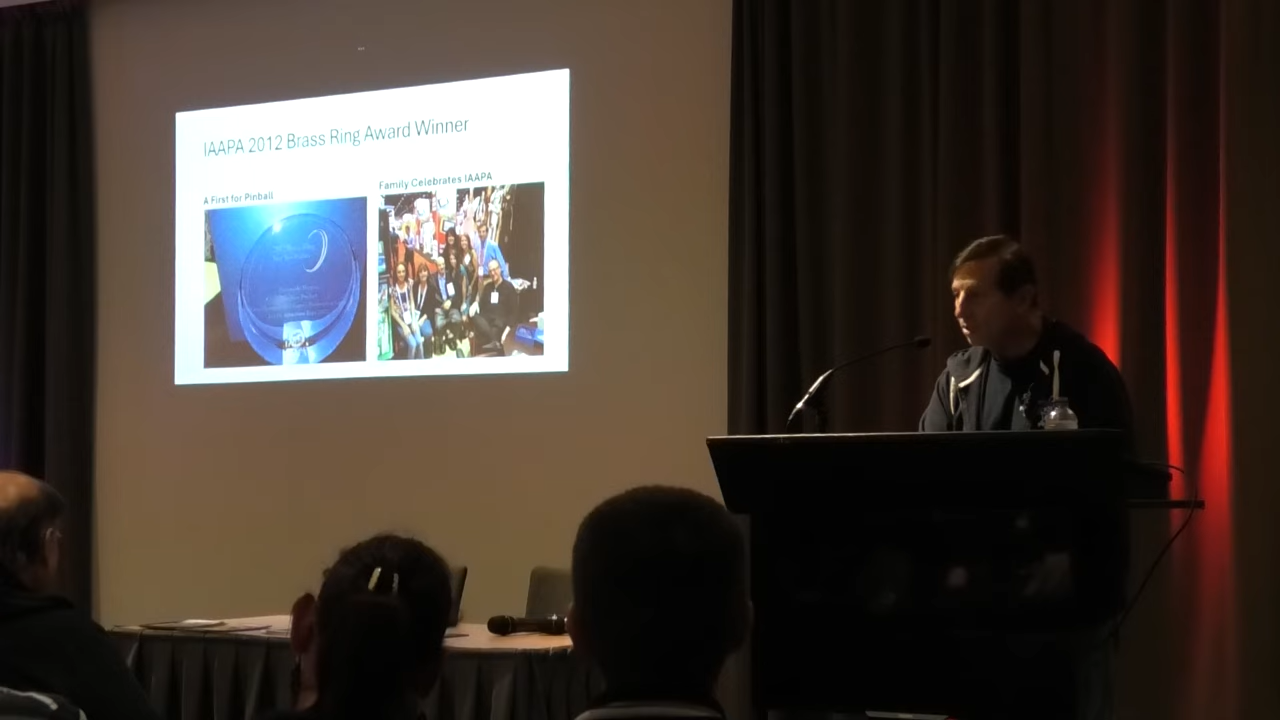 IAAPA 2012 Brass Ring Award Winner
A First for Pinball
Family Celebrates IAAPA